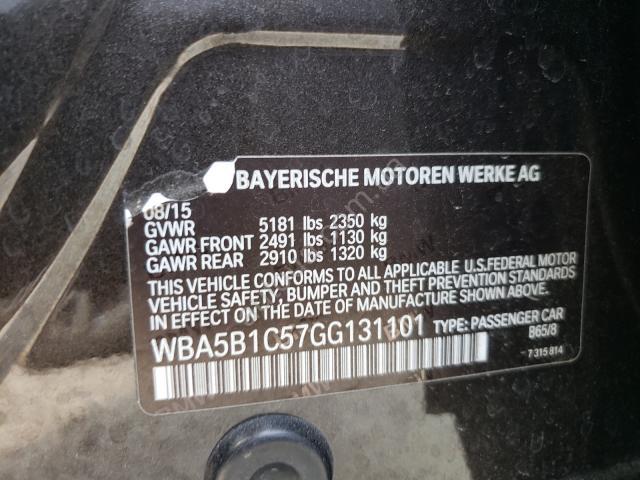 BAYERISCHE MOTOREN WERKE AG
08/15
GVWR 5181 lbs 2350 kg
GAWR FRONT 2491 lbs 1130 kg
GAWR REAR 2910 lbs 1320 kg
THIS VEHICLE CONFORMS TO ALL APPLICABLE U.S.FEDERAL MOTOR
VEHICLE SAFETY, BUMPER AND THEFT PREVENTION STANDARDS
IN EFFECT ON THE DATE OF MANUFACTURE SHOWN ABOVE.
WBA5B1C57GG131101 TYPE: PASSENGER CAR
B65/8
7 315 814